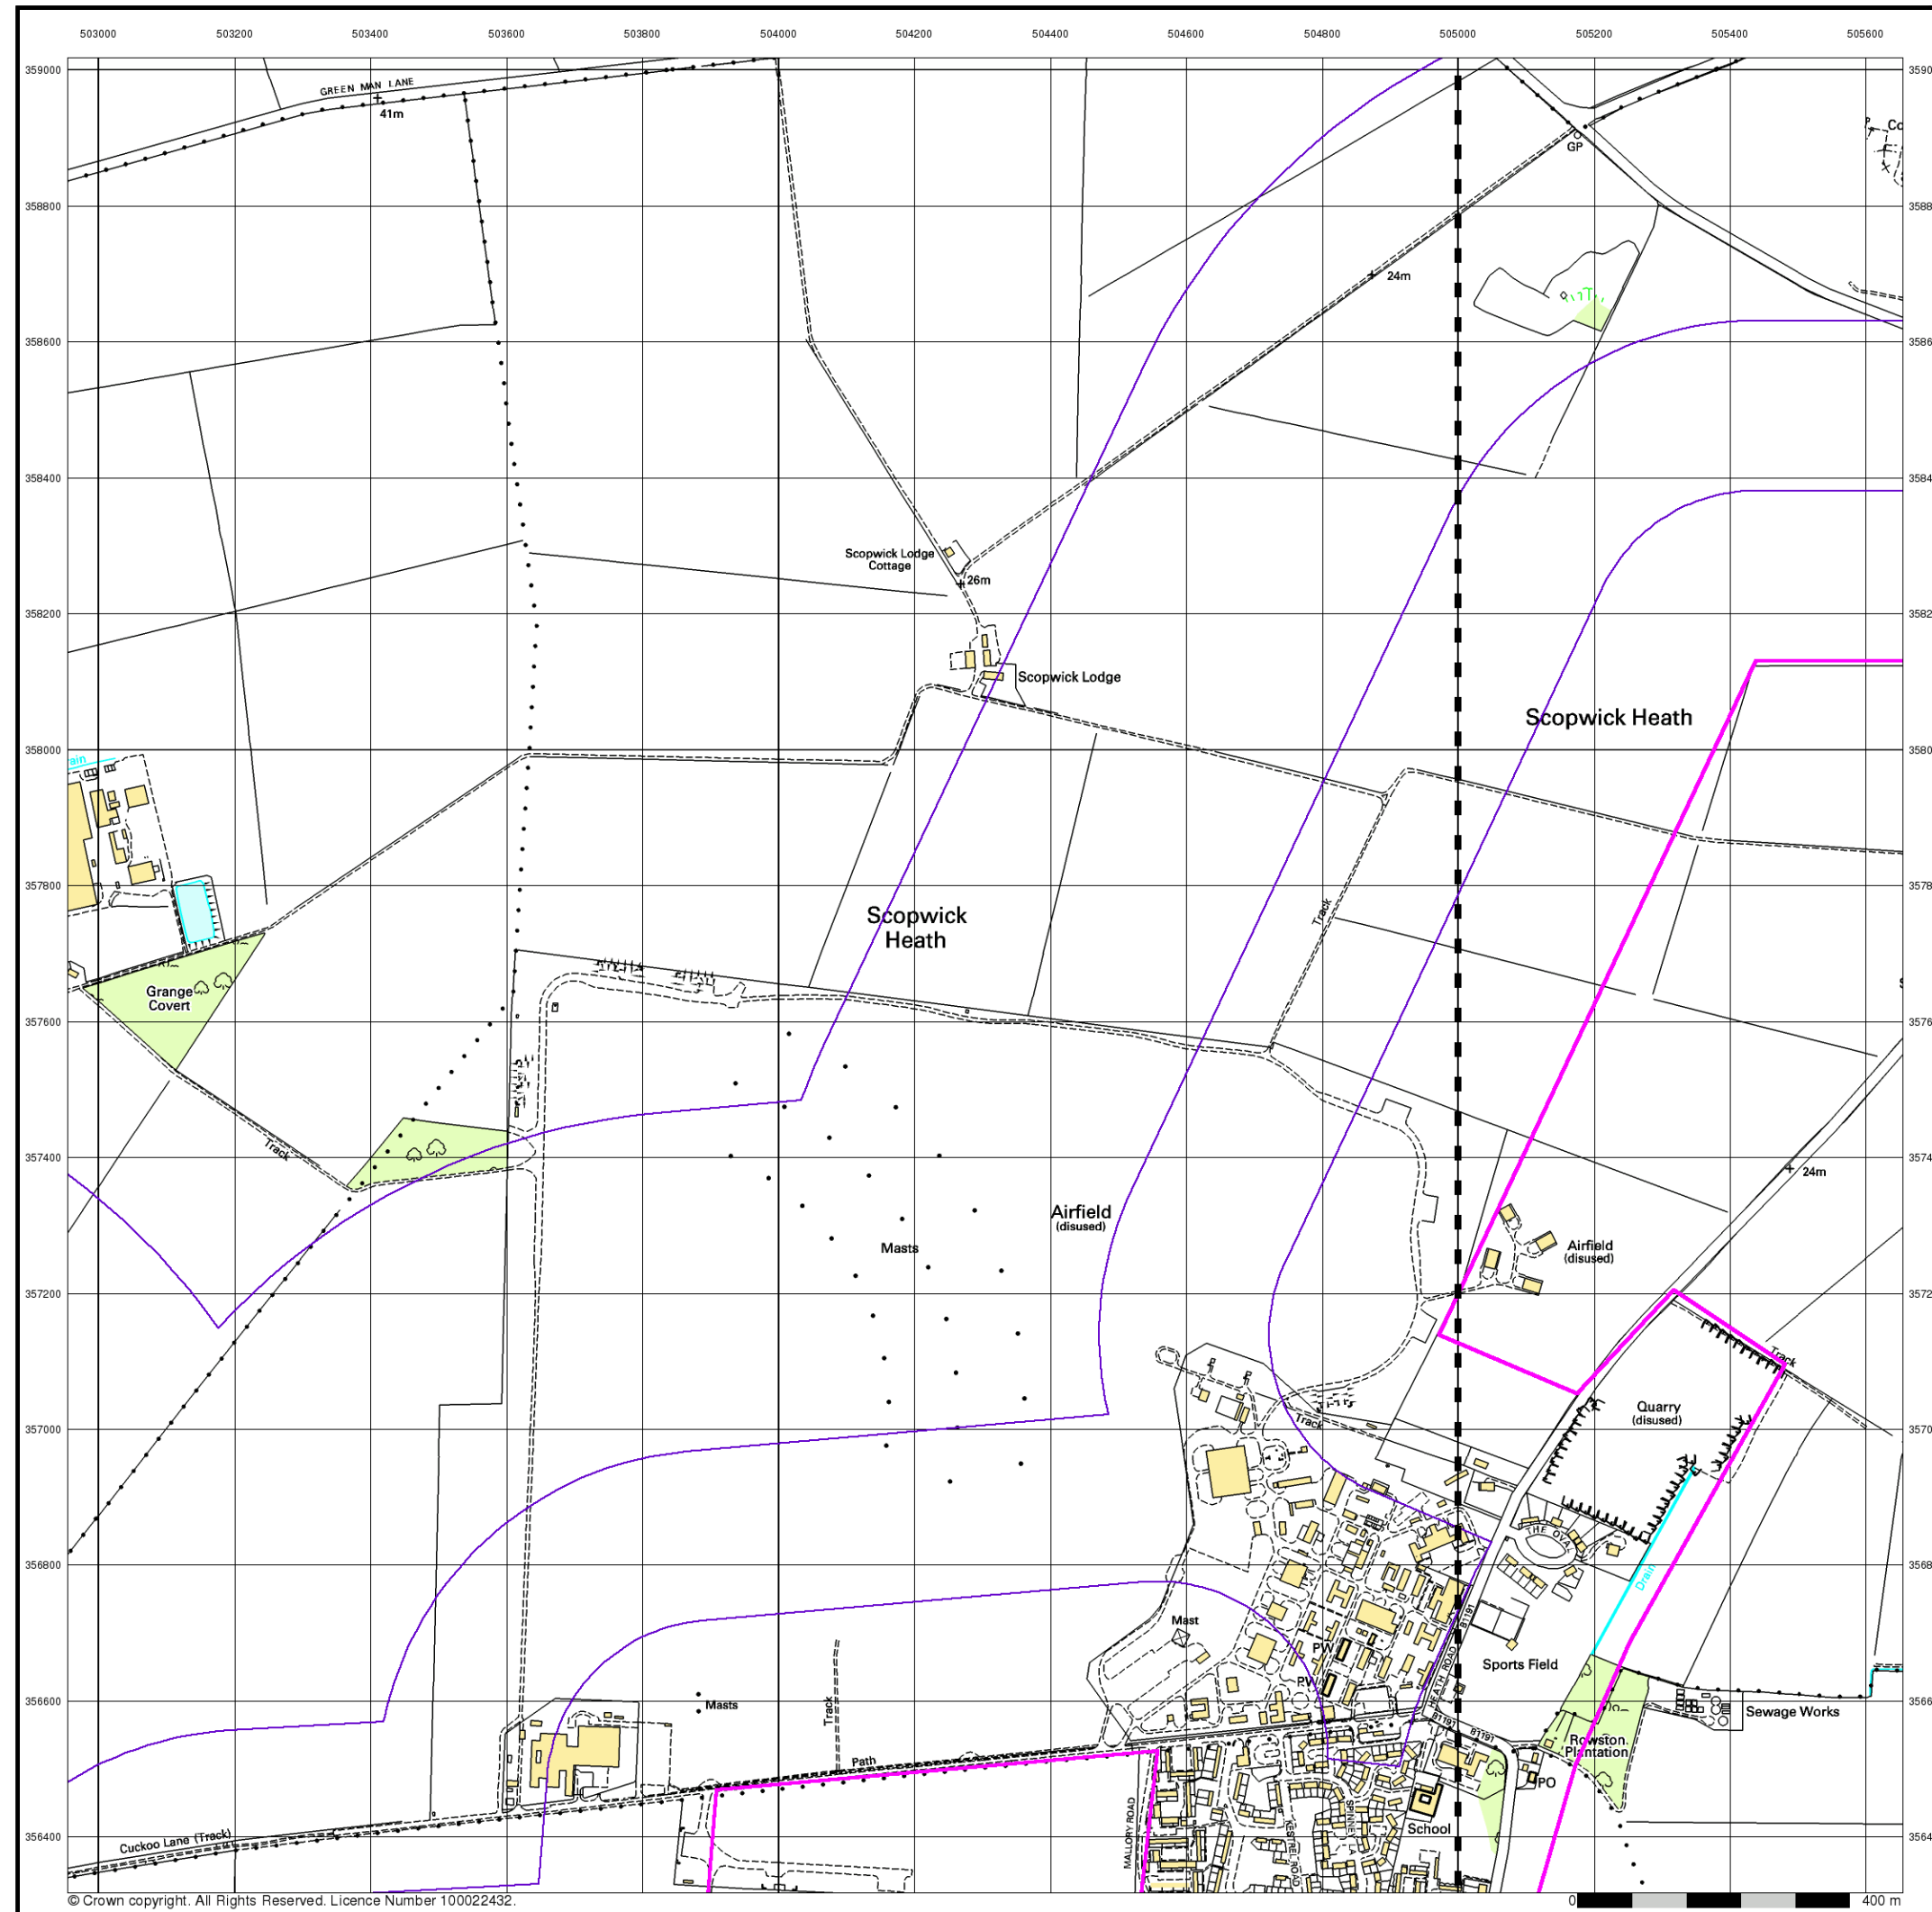 503000 503200 503400 503600 503800 504000 504200 504400 504600 504800 505000 505200 505400 505600
359000
GREEN MAN LANE
41m
GP
358800
24m
358600
358400
Scopwick Lodge
Cottage
26m
358200
Scopwick Lodge
Scopwick Heath
358000
357800
Scopwick
Heath
Track
Grange
Covert
357600
Track
357400
24m
Airfield
(disused)
Masts
Airfield
(disused)
357200
Track
Quarry
(disused)
Track
357000
THE OVAL
356800
Drain
Mast
B1191
PW
HEATH ROAD
Sports Field
PW
356600
Masts
Track
B1191
B1191
Sewage Works
Path
Rowston
Plantation
PO
MALLORY ROAD
KESTREL ROAD
SPINNEY LA
School
356400
Cuckoo Lane (Track)
© Crown copyright. All Rights Reserved. Licence Number 100022432.
0 400 m